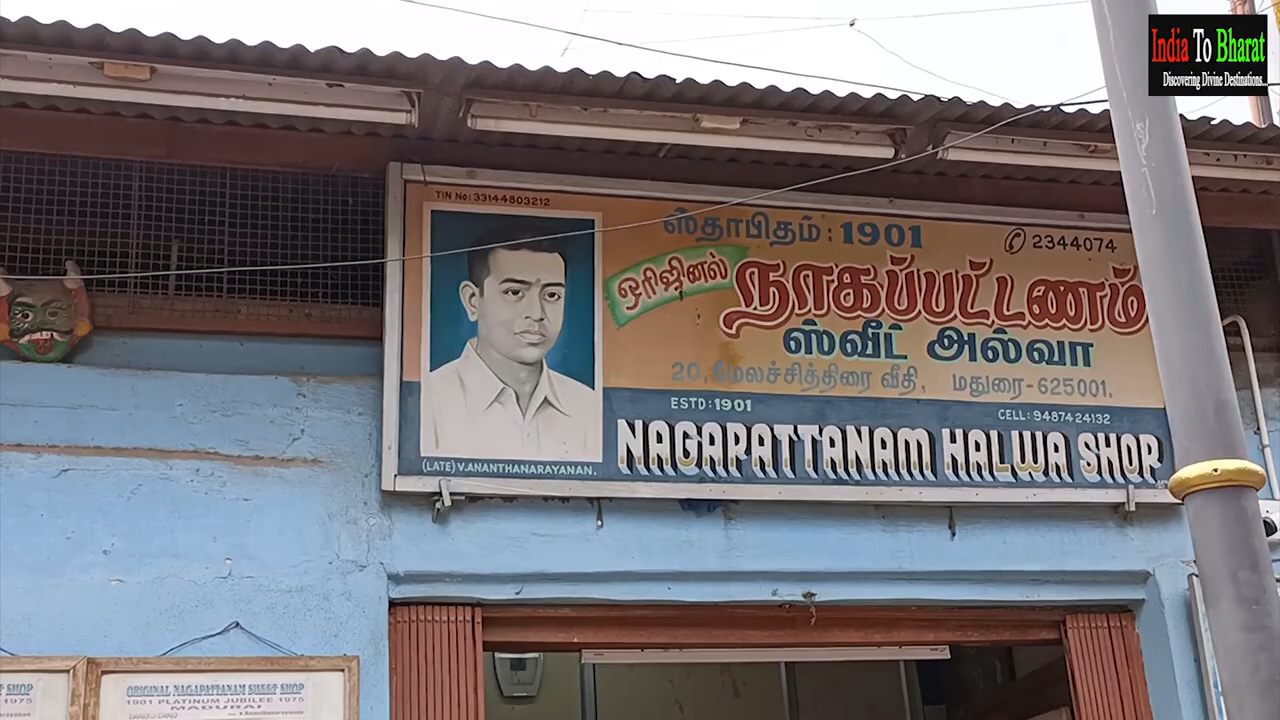 India To Bharat
Discovering Divine Destinations...
TIN No: 33144803212
ஸ்தாபிதம் : 1901
2344074
ஒரிஜினல்
நாகப்பட்டணம்
ஸ்வீட் அல்வா
20, மேலச்சித்திரை வீதி, மதுரை-625001.
ESTD: 1901
CELL: 9487424132
NAGAPATTANAM HALWA SHOP
(LATE) V.ANANTHANARAYANAN.
SHOP
1975
ORIGINAL NAGAPATTANAM SWEET SHOP
1901 PLATINUM JUBILEE 1975
MADURAI